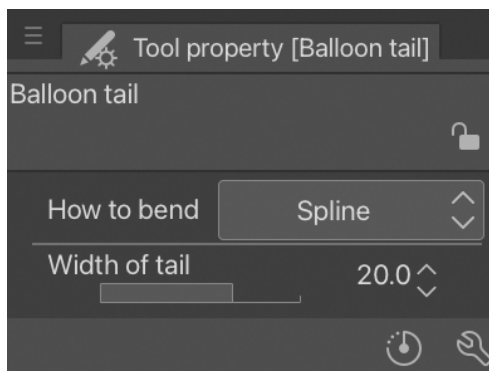 Tool property [Balloon tail]
Balloon tail
How to bend Spline
Width of tail 20.0